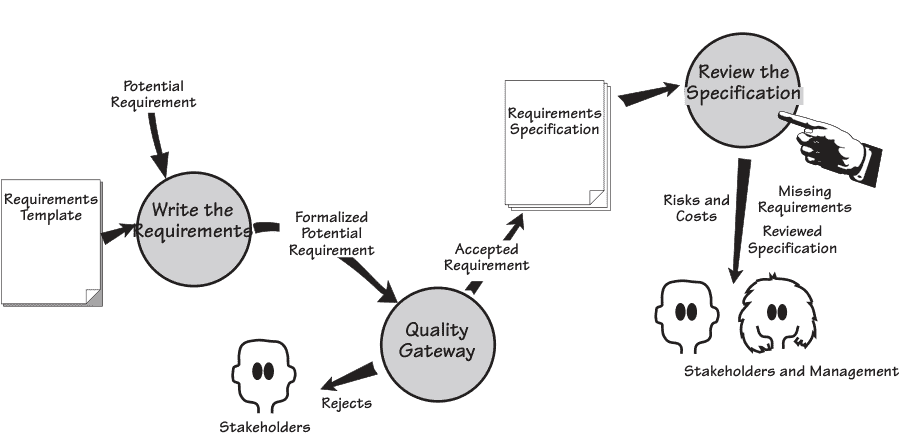 Potential
Requirement
Requirements
Template
Write the
Requirements
Formalized
Potential
Requirement
Quality
Gateway
Rejects
Stakeholders
Accepted
Requirement
Requirements
Specification
Review the
Specification
Risks and
Costs
Missing
Requirements
Reviewed
Specification
Stakeholders and Management